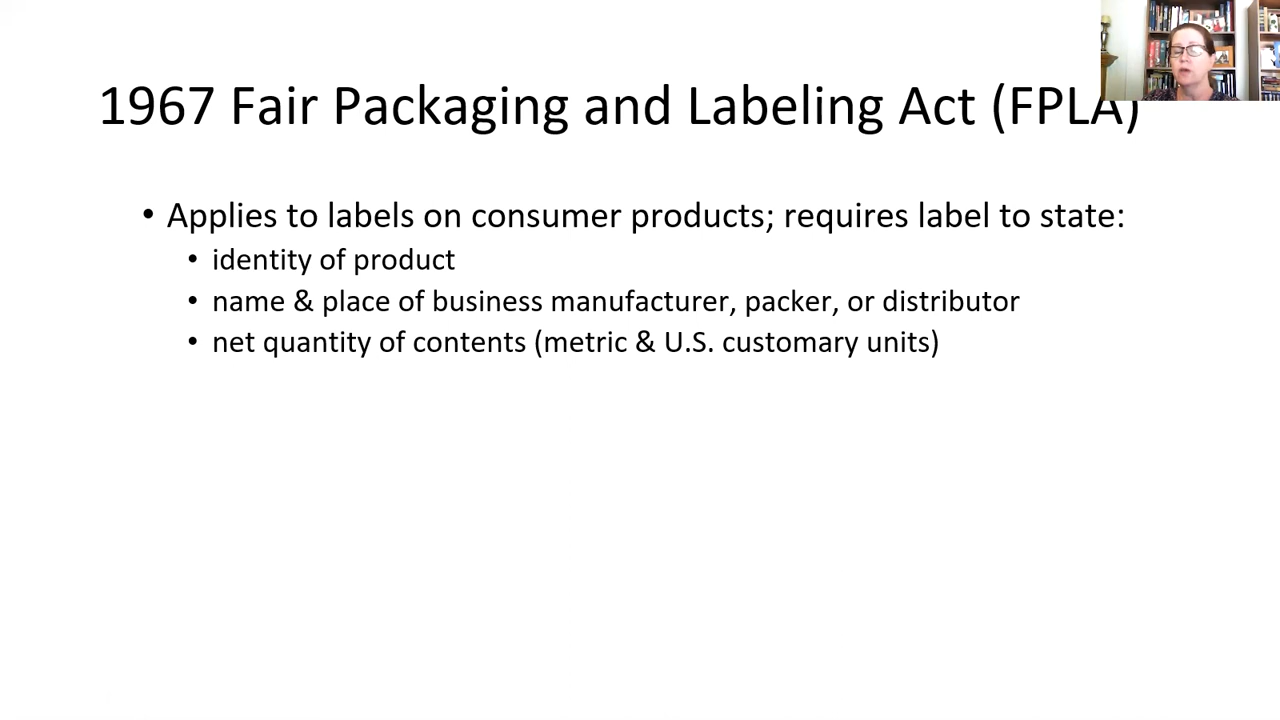 1967 Fair Packaging and Labeling Act (FPLA)
• Applies to labels on consumer products; requires label to state:
• identity of product
• name & place of business manufacturer, packer, or distributor
• net quantity of contents (metric & U.S. customary units)